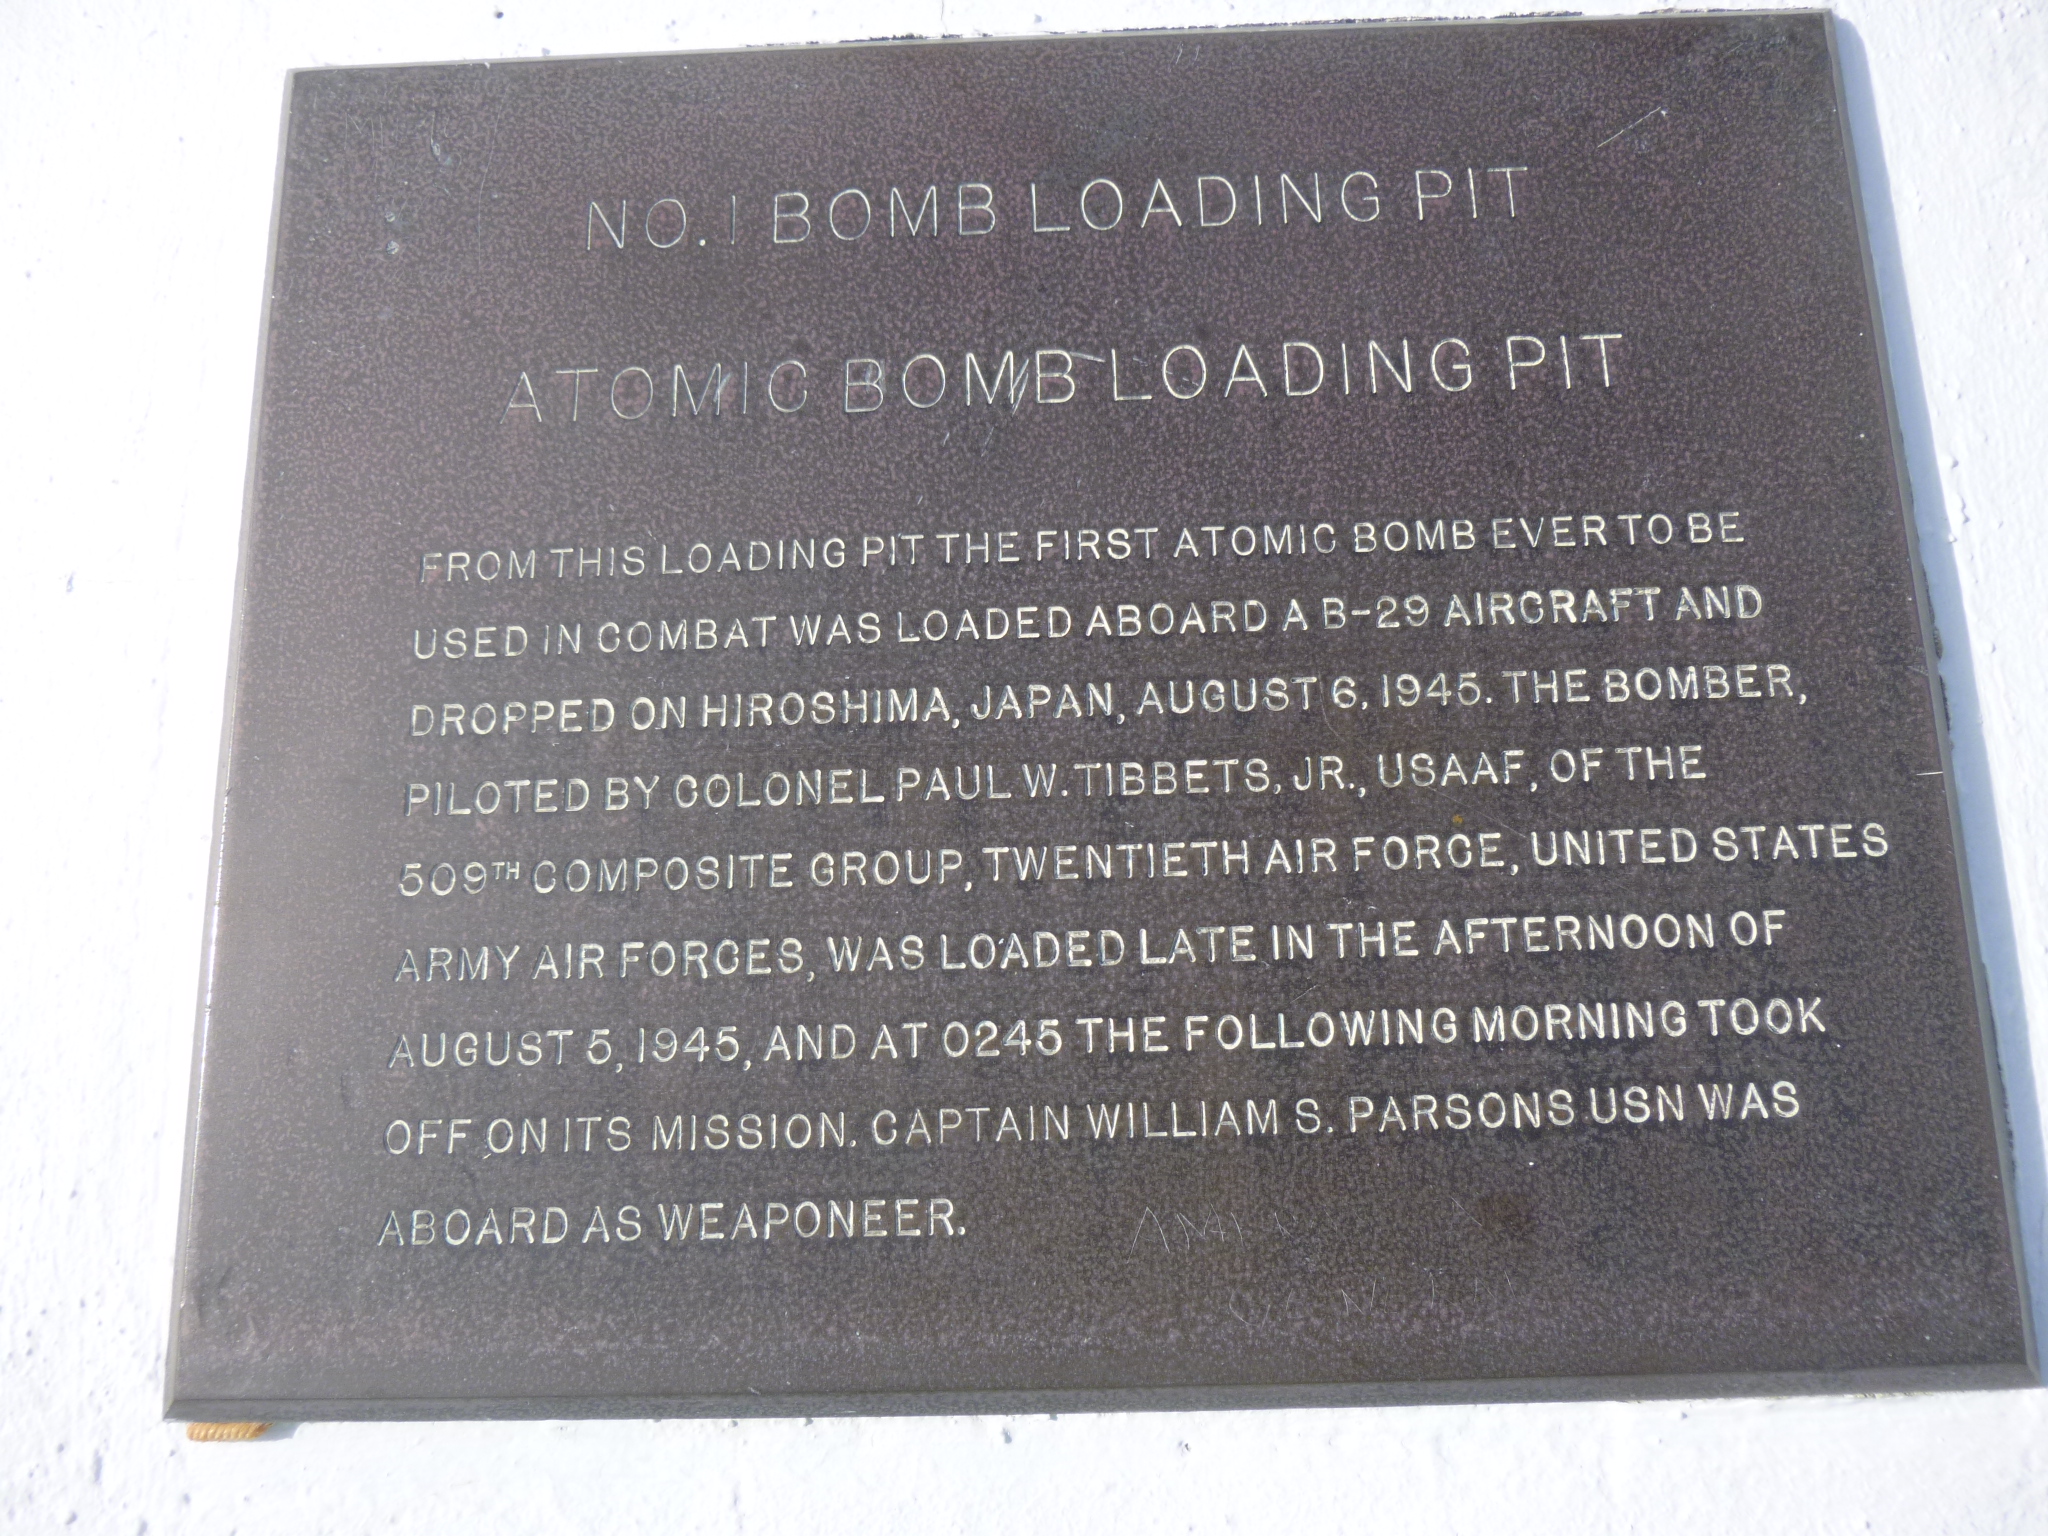 NO. 1 BOMB LOADING PIT
ATOMIC BOMB LOADING PIT
FROM THIS LOADING PIT THE FIRST ATOMIC BOMB EVER TO BE
USED IN COMBAT WAS LOADED ABOARD A B-29 AIRCRAFT AND
DROPPED ON HIROSHIMA, JAPAN, AUGUST 6, 1945. THE BOMBER,
PILOTED BY COLONEL PAUL W. TIBBETS, JR., USAAF, OF THE
509TH COMPOSITE GROUP, TWENTIETH AIR FORCE, UNITED STATES
ARMY AIR FORCES, WAS LOADED LATE IN THE AFTERNOON OF
AUGUST 5, 1945, AND AT 0245 THE FOLLOWING MORNING TOOK
OFF ON ITS MISSION. CAPTAIN WILLIAM S. PARSONS USN WAS
ABOARD AS WEAPONEER.